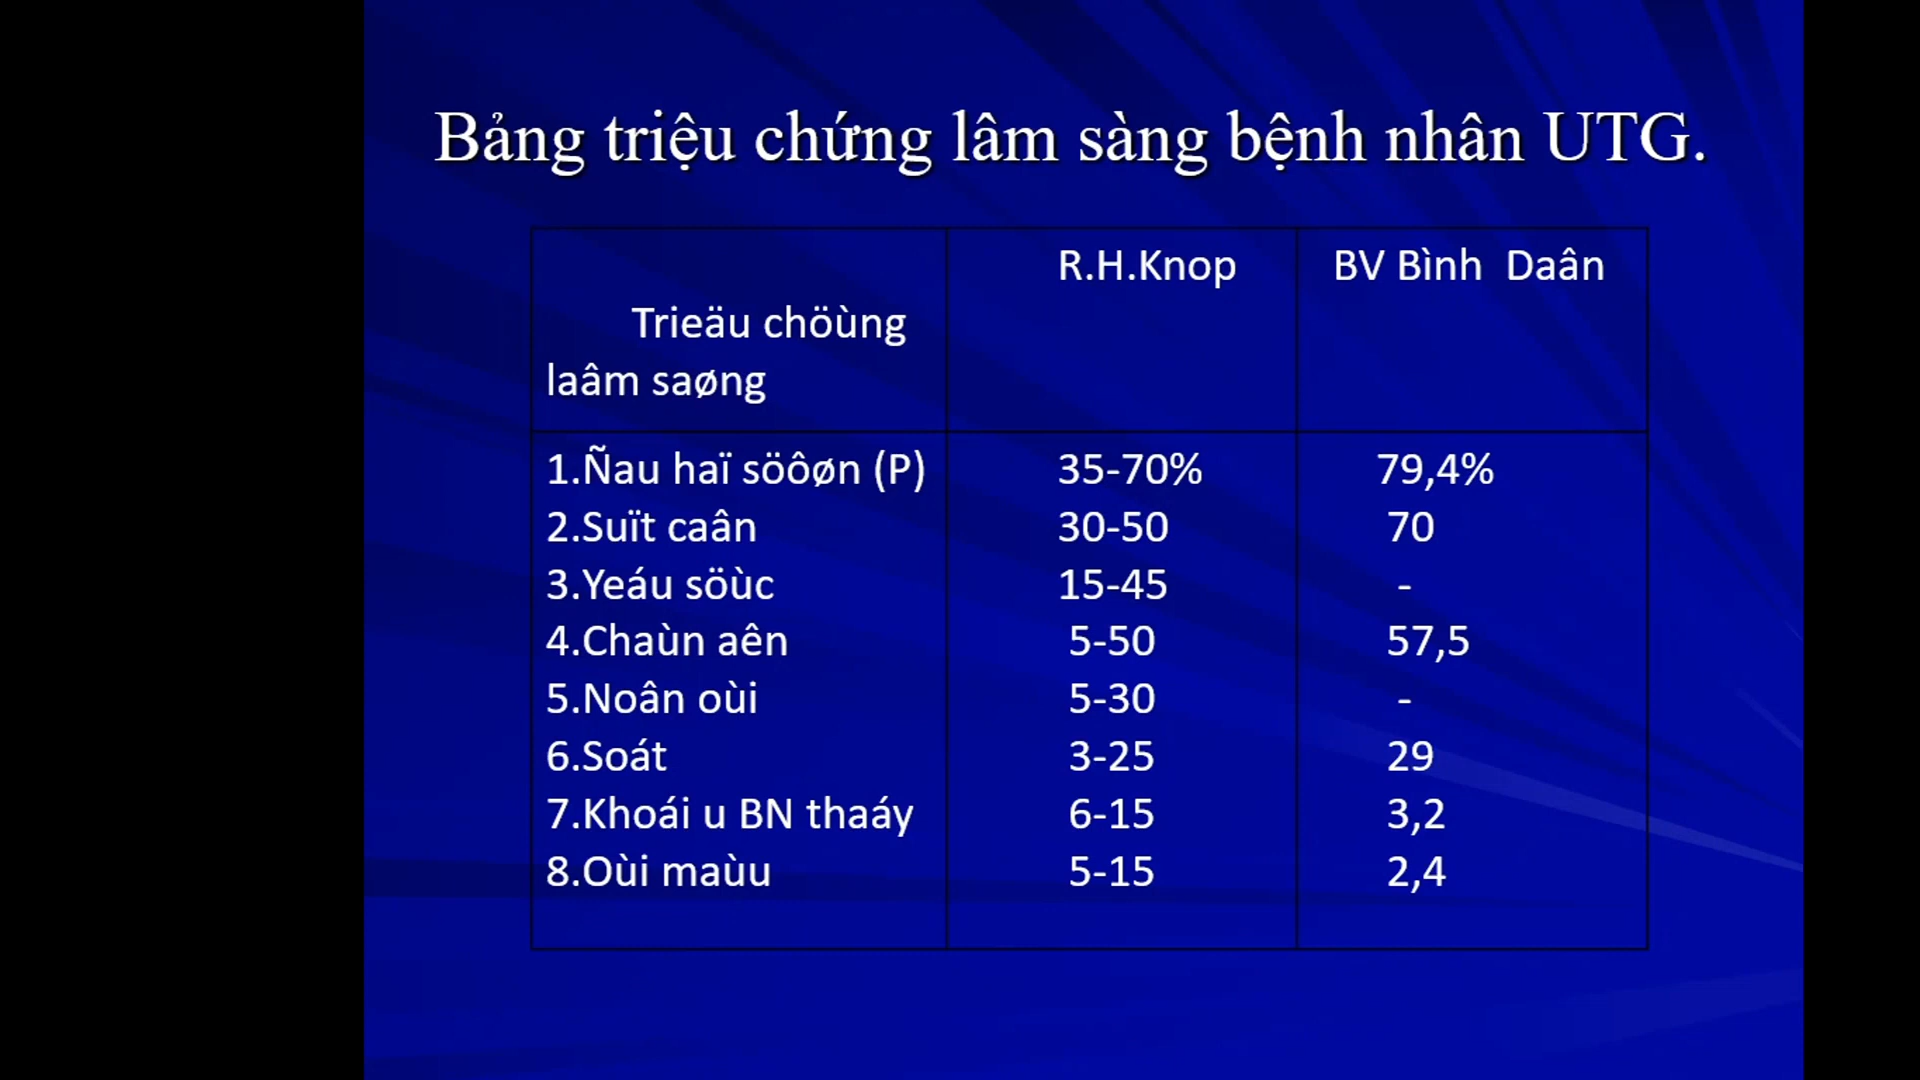 Bảng triệu chứng lâm sàng bệnh nhân UTG.
R.H.Knop BV Bình Daân
Trieäu chöùng
laâm saøng
1.Ñau haï söôøn (P) 35-70% 79,4%
2.Suït caân 30-50 70
3.Yeáu söùc 15-45 -
4.Chaùn aên 5-50 57,5
5.Noân oùi 5-30 -
6.Soát 3-25 29
7.Khoái u BN thaáy 6-15 3,2
8.Oùi maùu 5-15 2,4